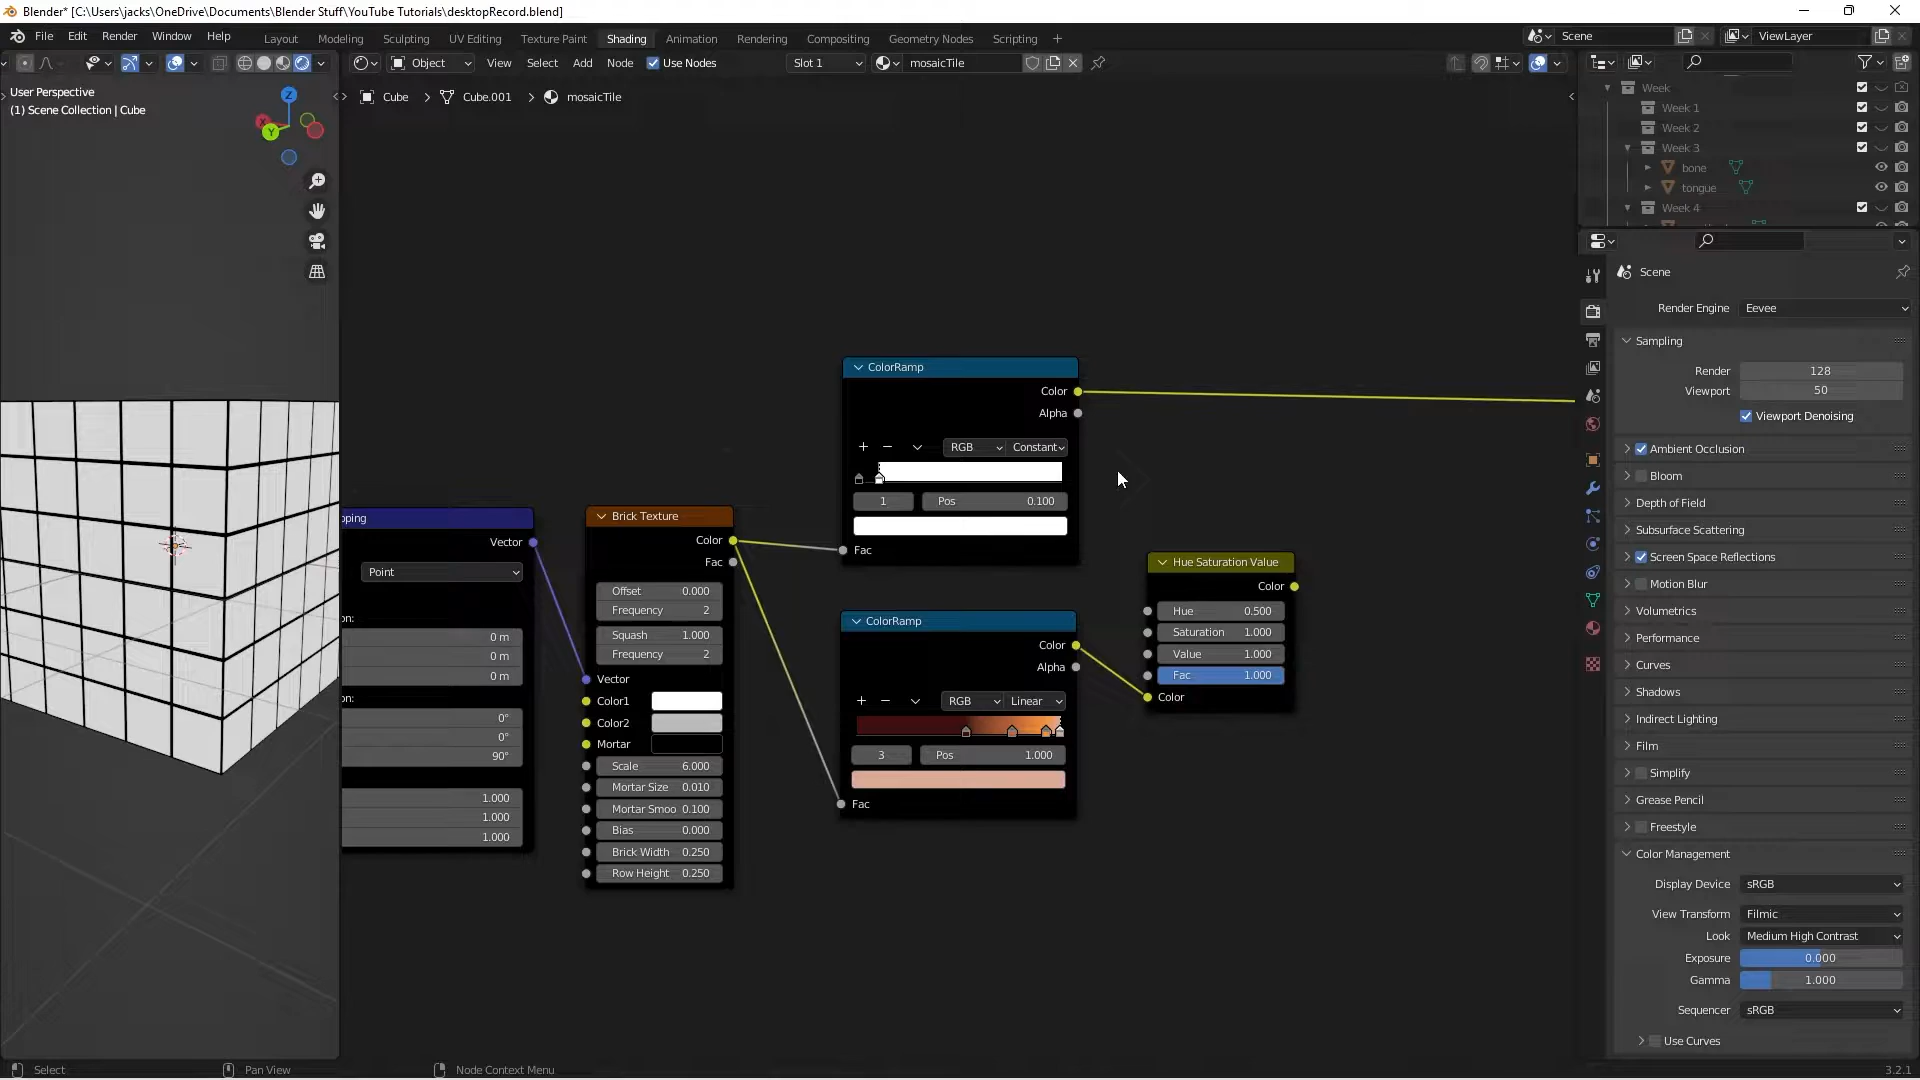 Blender* [C:\Users\jacks\OneDrive\Documents\Blender Stuff\YouTube Tutorials\desktopRecord.blend]
File Edit Render Window Help Layout Modeling Sculpting UV Editing Texture Paint Shading Animation Rendering Compositing Geometry Nodes Scripting + Scene ViewLayer
Object View Select Add Node Use Nodes Slot 1 mosaicTile
User Perspective
(1) Scene Collection | Cube
Cube > Cube.001 > mosaicTile
X
Y
Z
Week
Week 1
Week 2
Week 3
bone
tongue
Week 4
oping
Vector
Point
on:
0 m
0 m
0 m
on:
0°
0°
90°
1.000
1.000
1.000
Brick Texture
Color
Fac
Offset 0.000
Frequency 2
Squash 1.000
Frequency 2
Vector
Color1
Color2
Mortar
Scale 6.000
Mortar Size 0.010
Mortar Smoo 0.100
Bias 0.000
Brick Width 0.250
Row Height 0.250
ColorRamp
Color
Alpha
RGB Constant
1 Pos 0.100
Fac
ColorRamp
Color
Alpha
RGB Linear
3 Pos 1.000
Fac
Hue Saturation Value
Color
Hue 0.500
Saturation 1.000
Value 1.000
Fac 1.000
Color
Scene
Render Engine Eevee
Sampling
Render 128
Viewport 50
Viewport Denoising
Ambient Occlusion
Bloom
Depth of Field
Subsurface Scattering
Screen Space Reflections
Motion Blur
Volumetrics
Performance
Curves
Shadows
Indirect Lighting
Film
Simplify
Grease Pencil
Freestyle
Color Management
Display Device sRGB
View Transform Filmic
Look Medium High Contrast
Exposure 0.000
Gamma 1.000
Sequencer sRGB
Use Curves
Select Pan View Node Context Menu 3.2.1